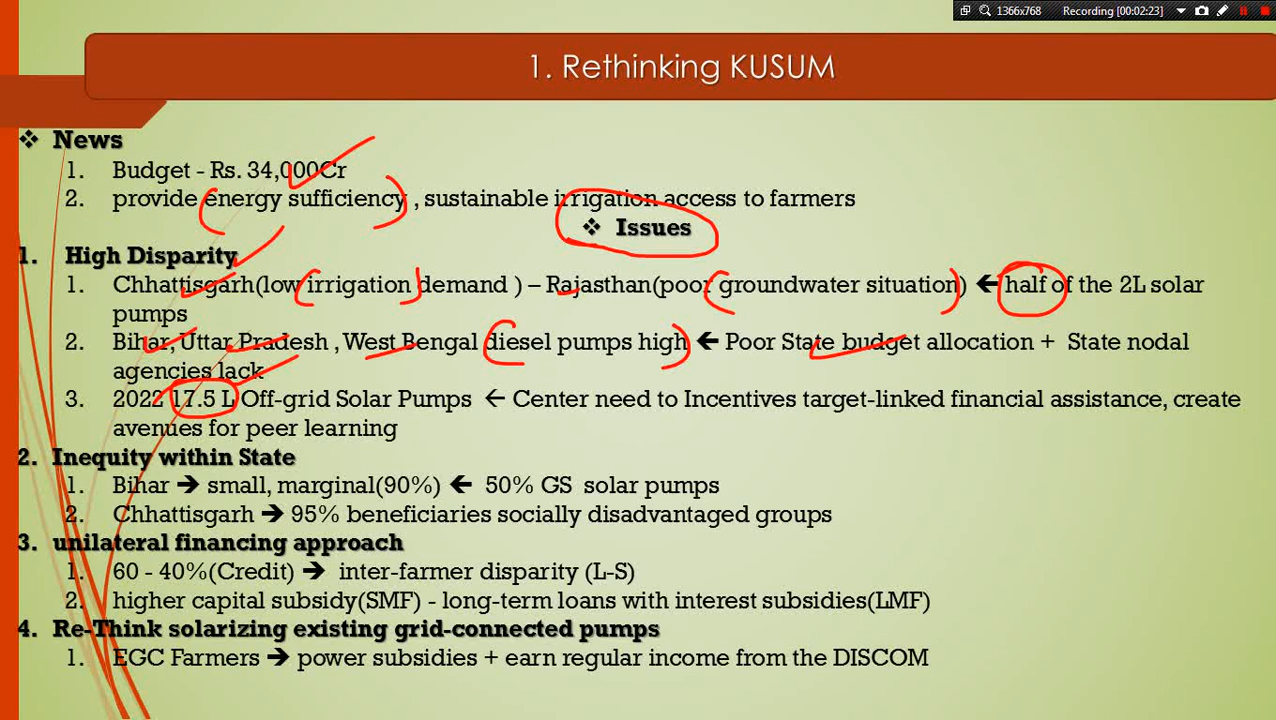 1366x768 Recording [00:02:23]
1. Rethinking KUSUM
❖ News
1. Budget - Rs. 34,000Cr
2. provide energy sufficiency , sustainable irrigation access to farmers
❖ Issues
1. High Disparity
1. Chhattisgarh(low irrigation demand ) – Rajasthan(poor groundwater situation) 🡸 half of the 2L solar
pumps
2. Bihar, Uttar Pradesh , West Bengal diesel pumps high 🡸 Poor State budget allocation + State nodal
agencies lack
3. 2022 17.5 L Off-grid Solar Pumps ← Center need to Incentives target-linked financial assistance, create
avenues for peer learning
2. Inequity within State
1. Bihar ➔ small, marginal(90%) 🡸 50% GS solar pumps
2. Chhattisgarh ➔ 95% beneficiaries socially disadvantaged groups
3. unilateral financing approach
1. 60 - 40%(Credit) ➔ inter-farmer disparity (L-S)
2. higher capital subsidy(SMF) - long-term loans with interest subsidies(LMF)
4. Re-Think solarizing existing grid-connected pumps
1. EGC Farmers ➔ power subsidies + earn regular income from the DISCOM